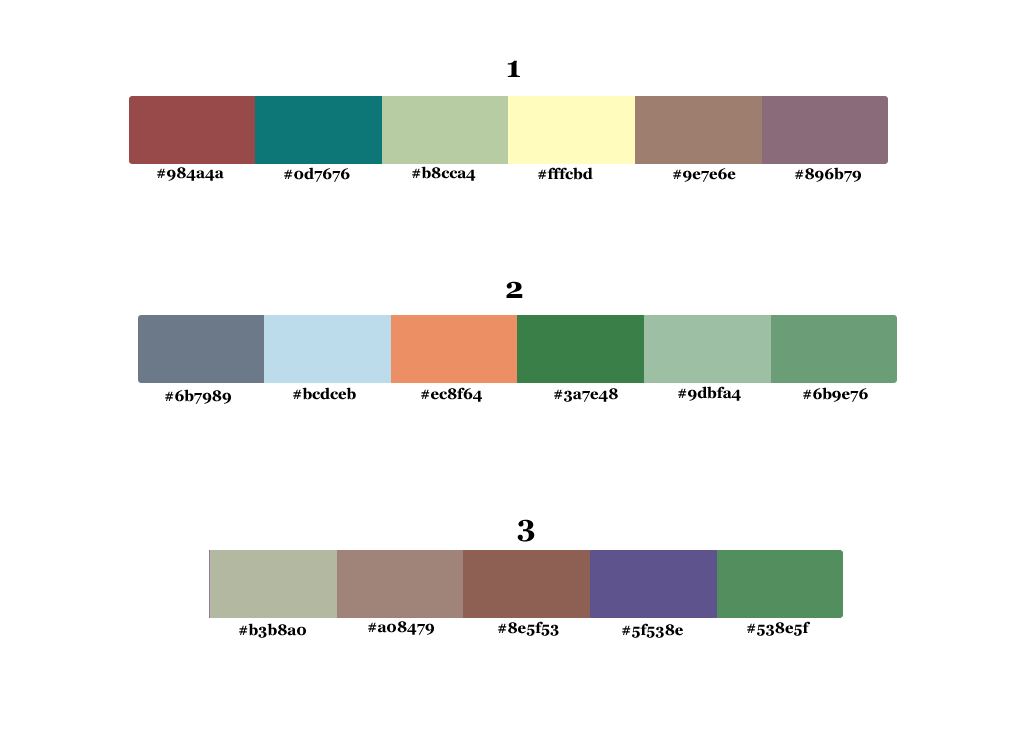 1
#984a4a #0d7676 #b8cca4 #fffcbd #9e7e6e #896b79
2
#6b7989 #bcdceb #ec8f64 #3a7e48 #9dbfa4 #6b9e76
3
#b3b8a0 #a08479 #8e5f53 #5f538e #538e5f